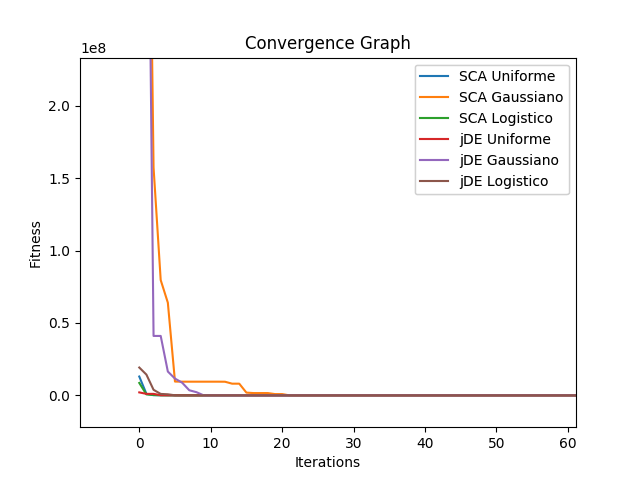 Convergence Graph
1e8
SCA Uniforme
SCA Gaussiano
SCA Logistico
jDE Uniforme
jDE Gaussiano
jDE Logistico
Fitness
2.0
1.5
1.0
0.5
0.0
0 10 20 30 40 50 60
Iterations